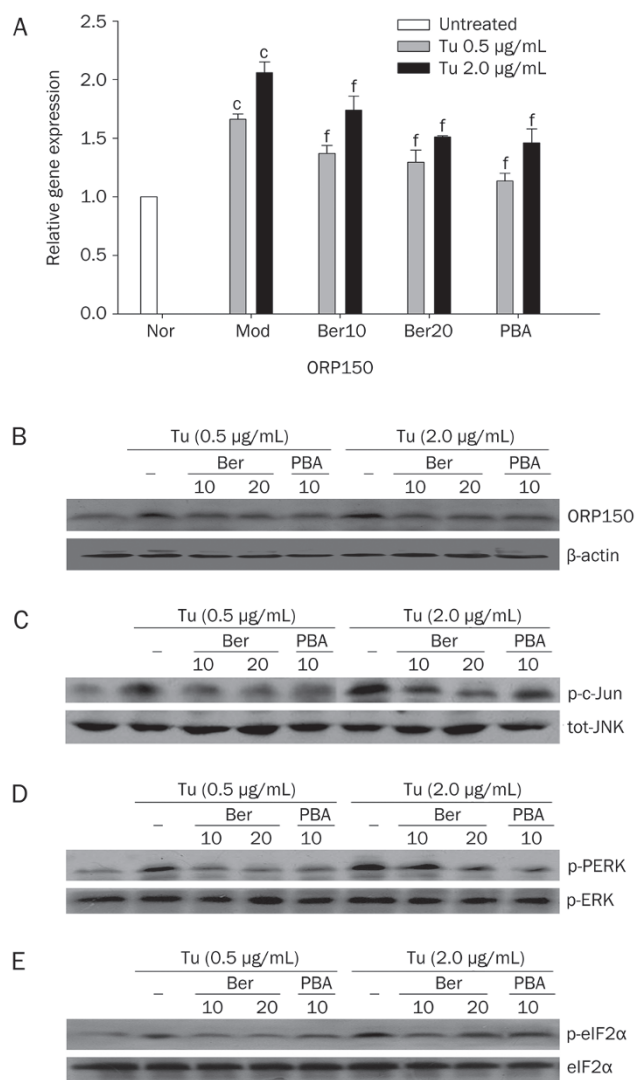 A
Untreated
Tu 0.5 µg/mL
Tu 2.0 µg/mL
Relative gene expression
2.5
2.0
1.5
1.0
0.5
0.0
c c f f f f f f
Nor Mod Ber10 Ber20 PBA
ORP150
B
Tu (0.5 µg/mL) Tu (2.0 µg/mL)
– Ber PBA – Ber PBA
10 20 10 10 20 10
ORP150
β-actin
C
Tu (0.5 µg/mL) Tu (2.0 µg/mL)
– Ber PBA – Ber PBA
10 20 10 10 20 10
p-c-Jun
tot-JNK
D
Tu (0.5 µg/mL) Tu (2.0 µg/mL)
– Ber PBA – Ber PBA
10 20 10 10 20 10
p-PERK
p-ERK
E
Tu (0.5 µg/mL) Tu (2.0 µg/mL)
– Ber PBA – Ber PBA
10 20 10 10 20 10
p-eIF2α
eIF2α